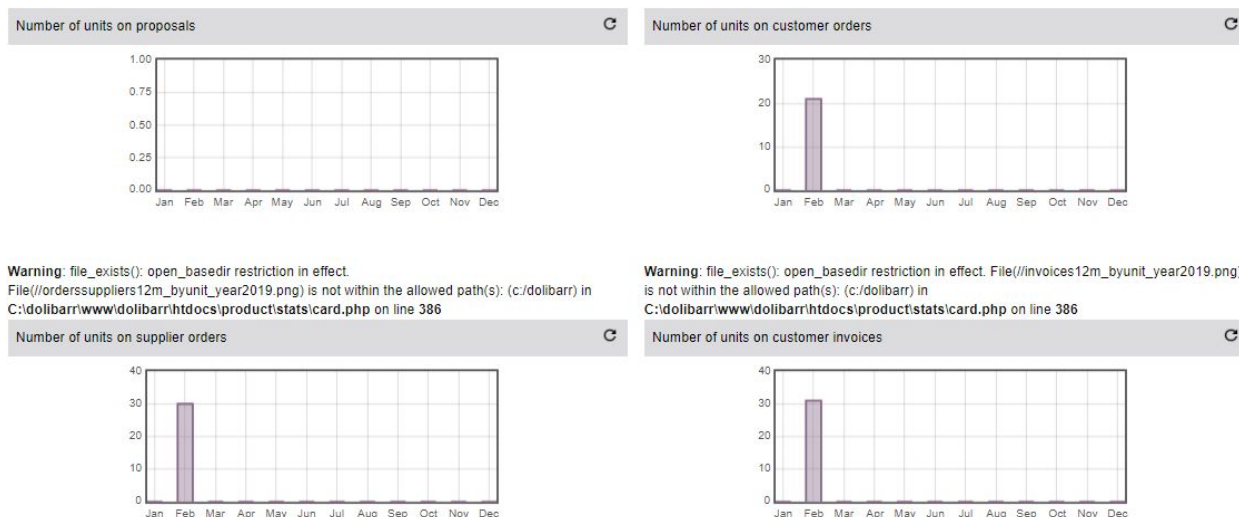 Number of units on proposals
1.00
0.75
0.50
0.25
0.00
Jan Feb Mar Apr May Jun Jul Aug Sep Oct Nov Dec
Number of units on customer orders
30
20
10
0
Jan Feb Mar Apr May Jun Jul Aug Sep Oct Nov Dec
Warning: file_exists(): open_basedir restriction in effect.
File(//orderssuppliers12m_byunit_year2019.png) is not within the allowed path(s): (c:/dolibarr) in
C:\dolibarr\www\dolibarr\htdocs\product\stats\card.php on line 386
Number of units on supplier orders
40
30
20
10
0
Jan Feb Mar Apr May Jun Jul Aug Sep Oct Nov Dec
Warning: file_exists(): open_basedir restriction in effect. File(//invoices12m_byunit_year2019.png)
is not within the allowed path(s): (c:/dolibarr) in
C:\dolibarr\www\dolibarr\htdocs\product\stats\card.php on line 386
Number of units on customer invoices
40
30
20
10
0
Jan Feb Mar Apr May Jun Jul Aug Sep Oct Nov Dec